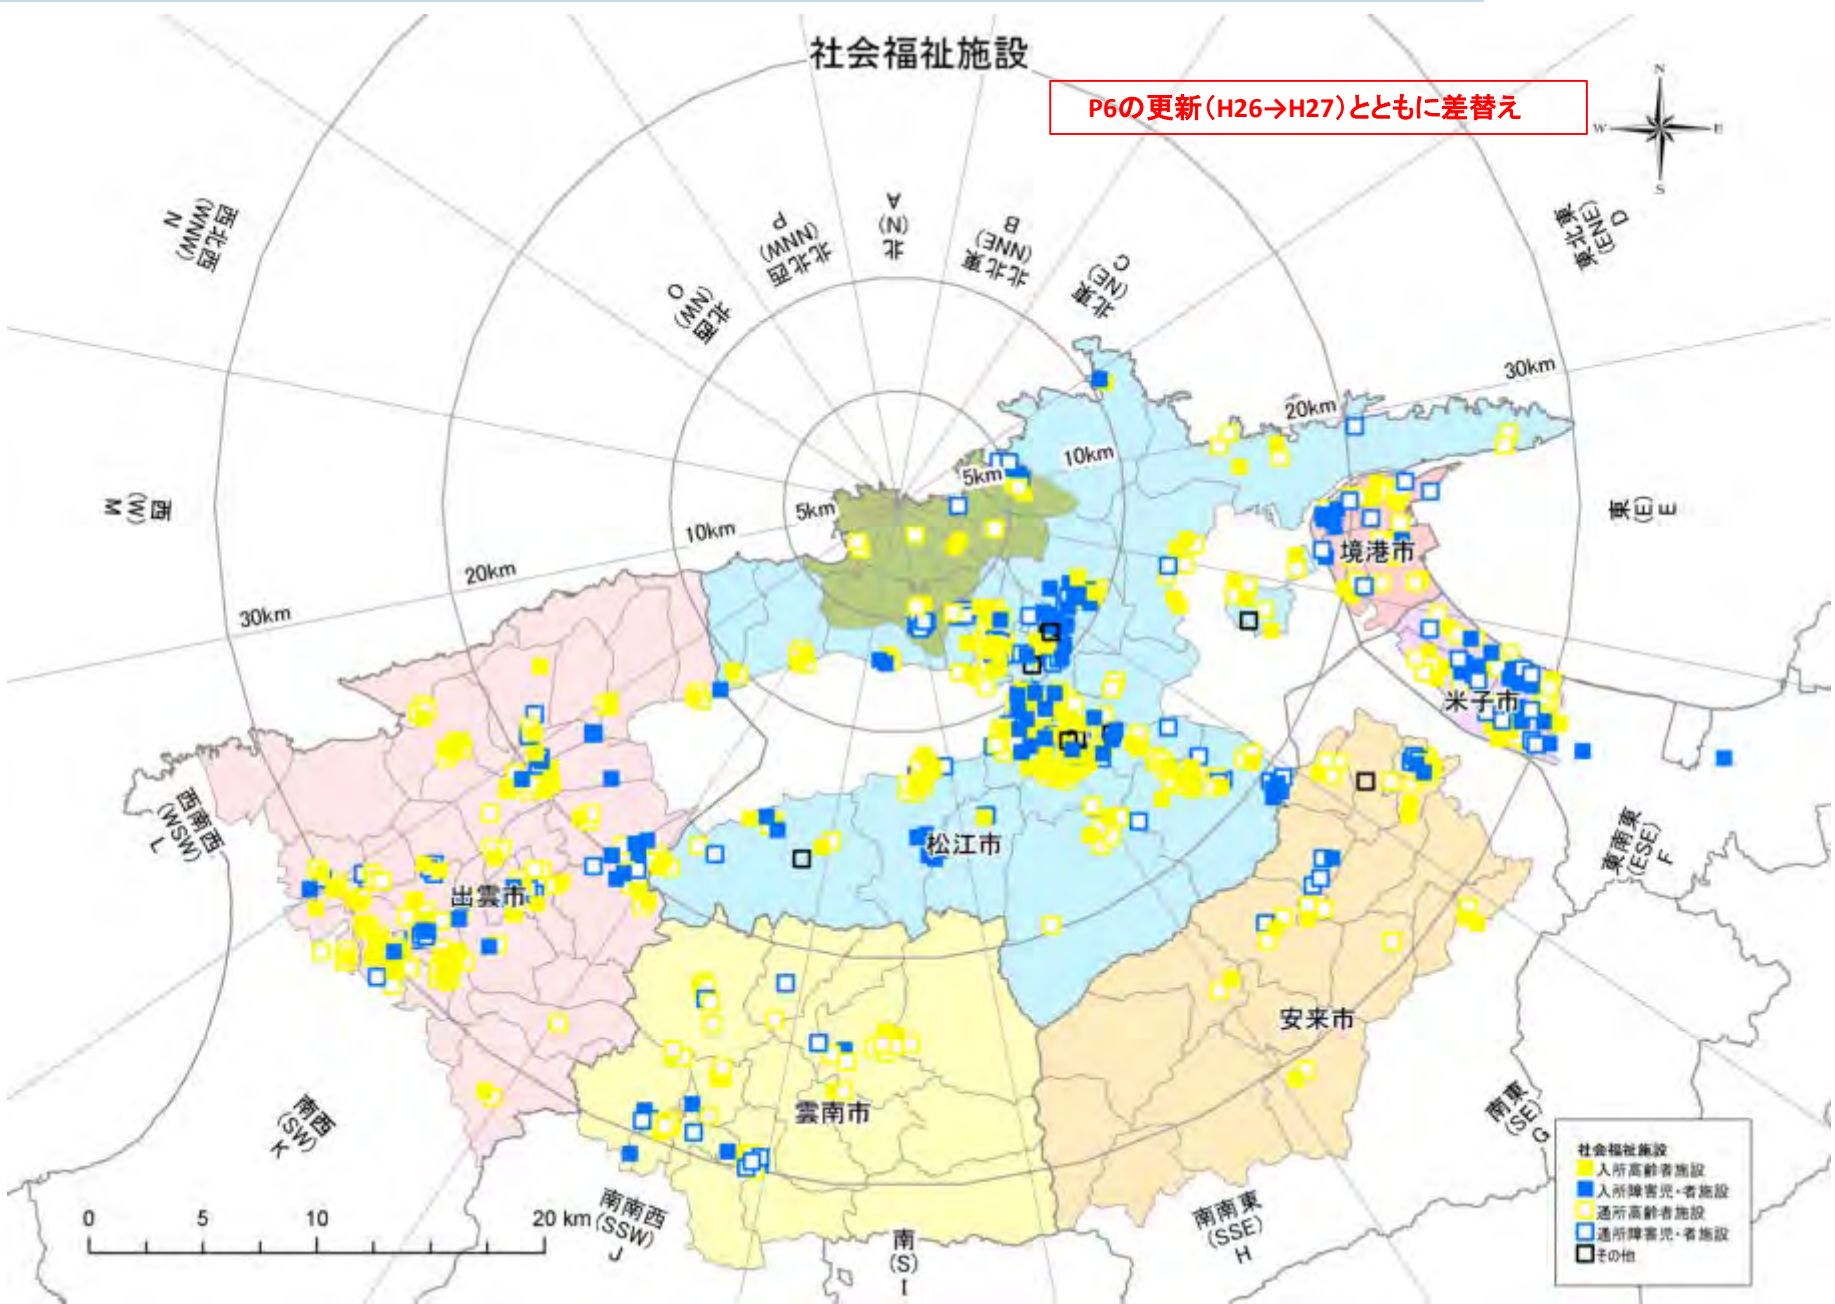 社会福祉施設
P6の更新(H26→H27)とともに差替え
N
W
E
S
西北西
(WNW)
N
北北西
(NNW)
P
北
(N)
A
北北東
(NNE)
B
北東
(NE)
C
東北東
(ENE)
D
北西
(NW)
O
西
(W)
M
東
(E)
E
30km
20km
10km
5km
5km
10km
20km
30km
境港市
米子市
西南西
(WSW)
L
松江市
東南東
(ESE)
F
出雲市
安来市
雲南市
南西
(SW)
K
南東
(SE)
G
南南西
(SSW)
J
南
(S)
I
南南東
(SSE)
H
0 5 10 20 km
社会福祉施設
入所高齢者施設
入所障害児・者施設
通所高齢者施設
通所障害児・者施設
その他